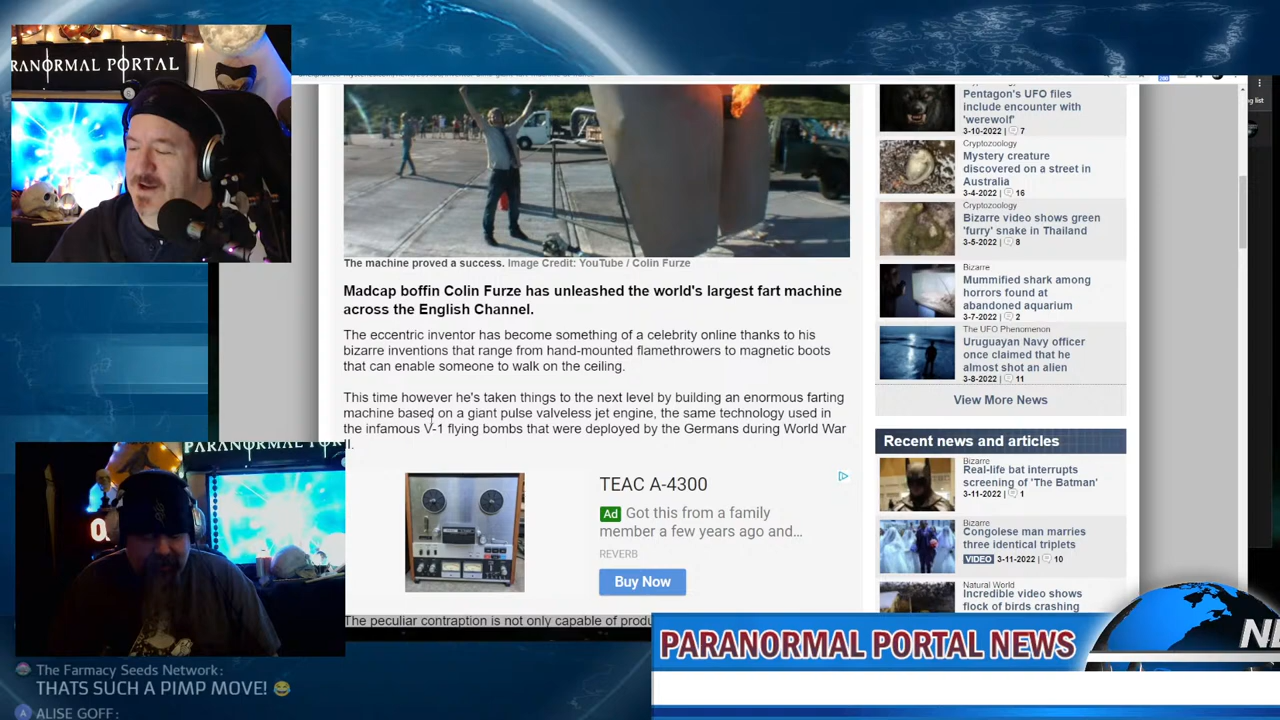 RANORMAL PORTAL
The machine proved a success. Image Credit: YouTube / Colin Furze
Madcap boffin Colin Furze has unleashed the world's largest fart machine
across the English Channel.
The eccentric inventor has become something of a celebrity online thanks to his
bizarre inventions that range from hand-mounted flamethrowers to magnetic boots
that can enable someone to walk on the ceiling.
This time however he's taken things to the next level by building an enormous farting
machine based on a giant pulse valveless jet engine, the same technology used in
the infamous V-1 flying bombs that were deployed by the Germans during World War
II.
TEAC A-4300
Ad Got this from a family
member a few years ago and...
REVERB
Buy Now
The peculiar contraption is not only capable of produ
Pentagon's UFO files
include encounter with
'werewolf'
3-10-2022 | 7
Cryptozoology
Mystery creature
discovered on a street in
Australia
3-4-2022 | 16
Cryptozoology
Bizarre video shows green
'furry' snake in Thailand
3-5-2022 | 8
Bizarre
Mummified shark among
horrors found at
abandoned aquarium
3-7-2022 | 2
The UFO Phenomenon
Uruguayan Navy officer
once claimed that he
almost shot an alien
3-8-2022 | 11
View More News
Recent news and articles
Bizarre
Real-life bat interrupts
screening of 'The Batman'
3-11-2022 | 1
Bizarre
Congolese man marries
three identical triplets
VIDEO 3-11-2022 | 10
Natural World
Incredible video shows
flock of birds crashing
ng list
PARANORMAL PORTAL
PARANORMAL PORTAL NEWS
NE
The Farmacy Seeds Network:
THATS SUCH A PIMP MOVE! 😂
A ALISE GOFF: